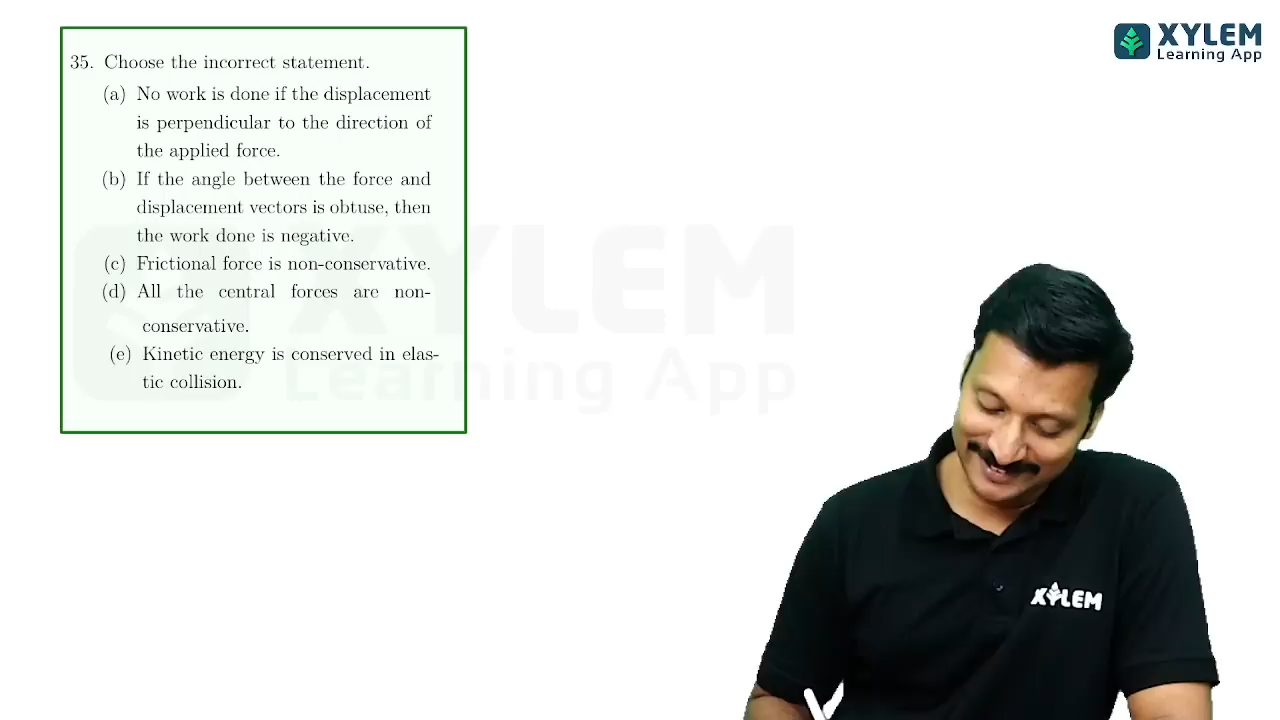 XYLEM
Learning App
35. Choose the incorrect statement.
(a) No work is done if the displacement
is perpendicular to the direction of
the applied force.
(b) If the angle between the force and
displacement vectors is obtuse, then
the work done is negative.
(c) Frictional force is non-conservative.
(d) All the central forces are non-
conservative.
(e) Kinetic energy is conserved in elas-
tic collision.
XYLEM
Learning App
XYLEM